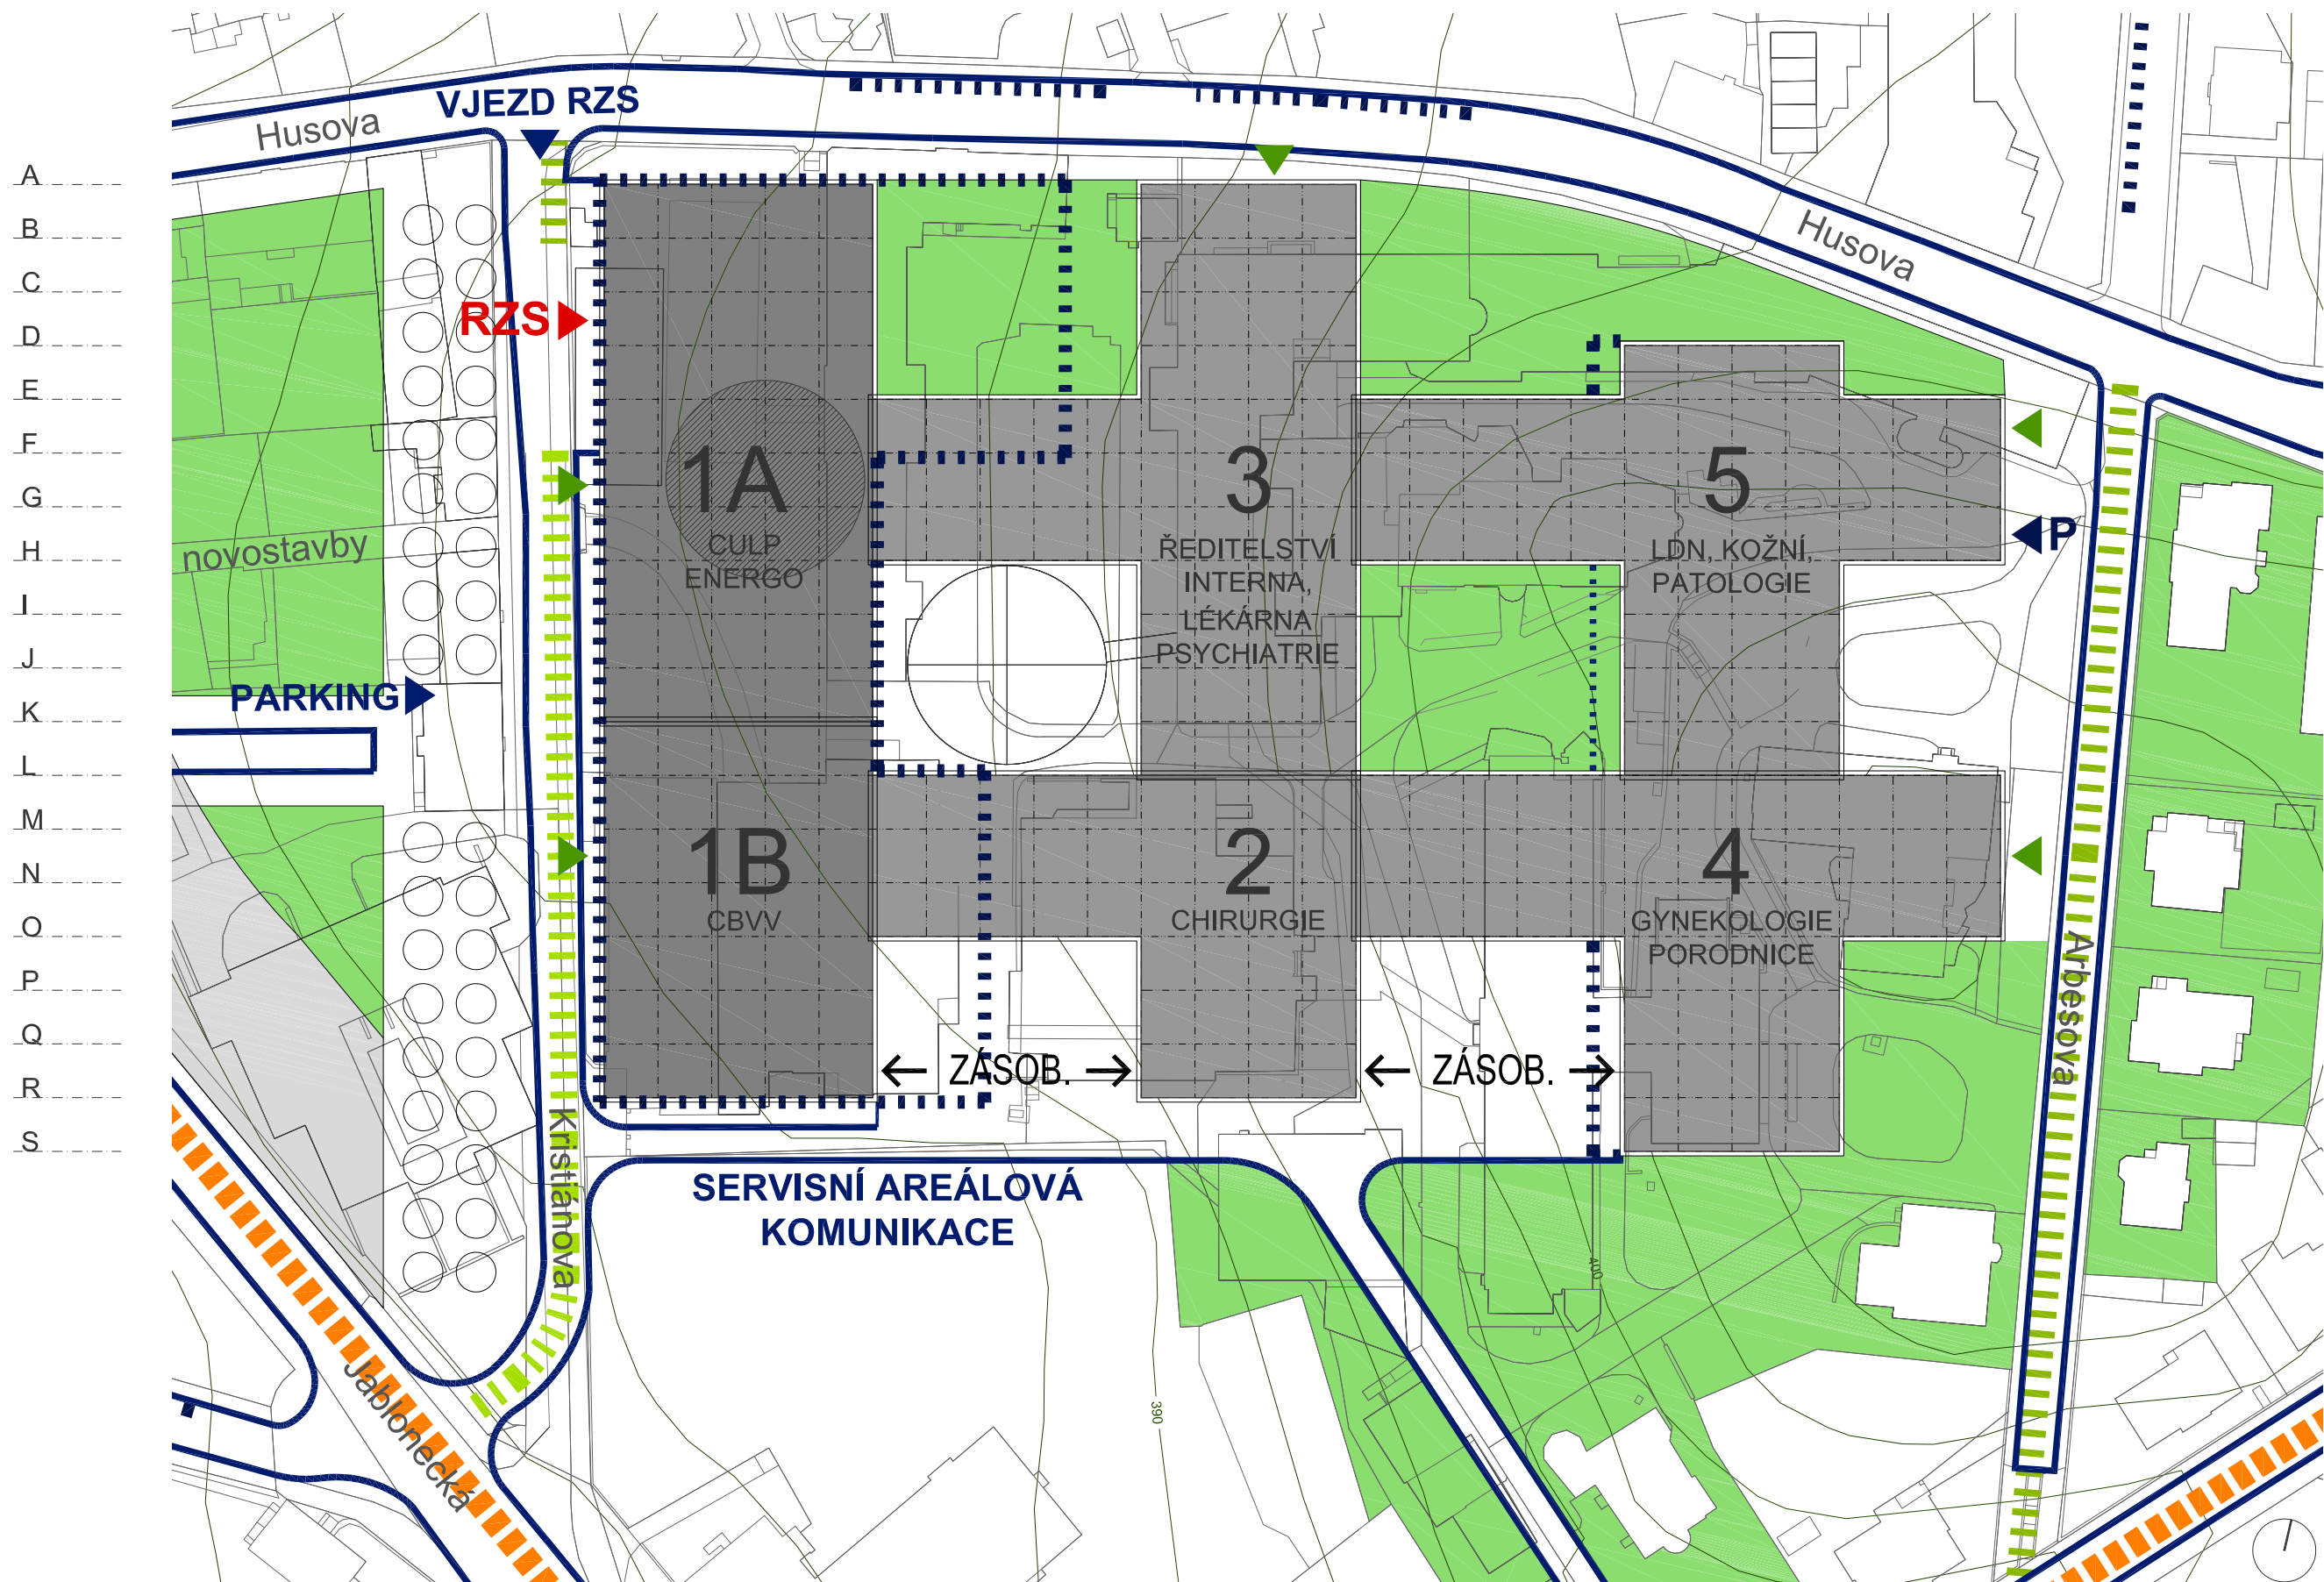 VJEZD RZS
Husova
A
B
C
D
E
F
G
H
I
J
K
L
M
N
O
P
Q
R
S
Husova
RZS
1A
CULP
ENERGO
3
ŘEDITELSTVÍ
INTERNA,
LÉKÁRNA
PSYCHIATRIE
5
LDN, KOŽNÍ,
PATOLOGIE
P
novostavby
PARKING
1B
CBVV
2
CHIRURGIE
4
GYNEKOLOGIE
PORODNICE
Arbesova
← ZÁSOB. →
← ZÁSOB. →
Kristiánova
SERVISNÍ AREÁLOVÁ
KOMUNIKACE
400
390
Jablonecká